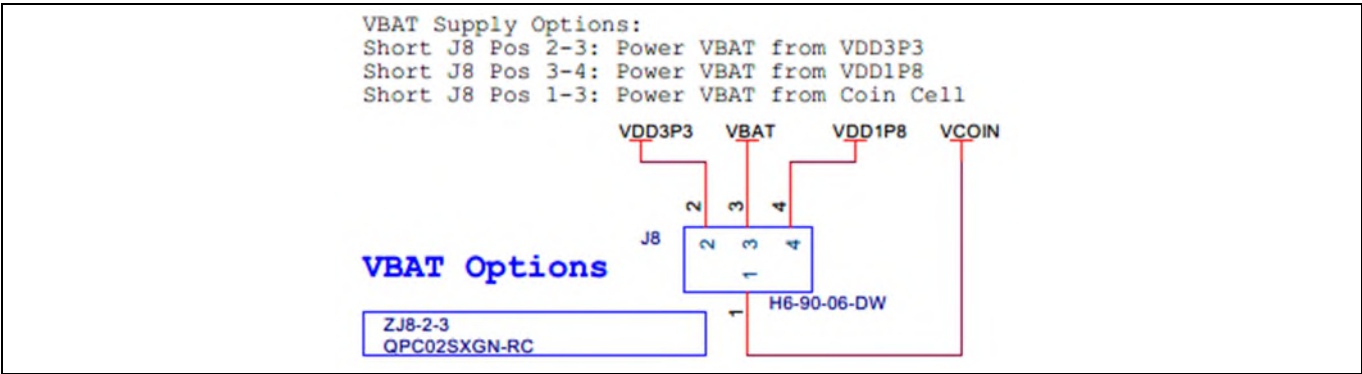 VBAT Supply Options:
Short J8 Pos 2-3: Power VBAT from VDD3P3
Short J8 Pos 3-4: Power VBAT from VDD1P8
Short J8 Pos 1-3: Power VBAT from Coin Cell
VDD3P3 VBAT VDD1P8 VCOIN
2 3 4
J8
2 3 4
1
VBAT Options
H6-90-06-DW
1
ZJ8-2-3
QPC02SXGN-RC